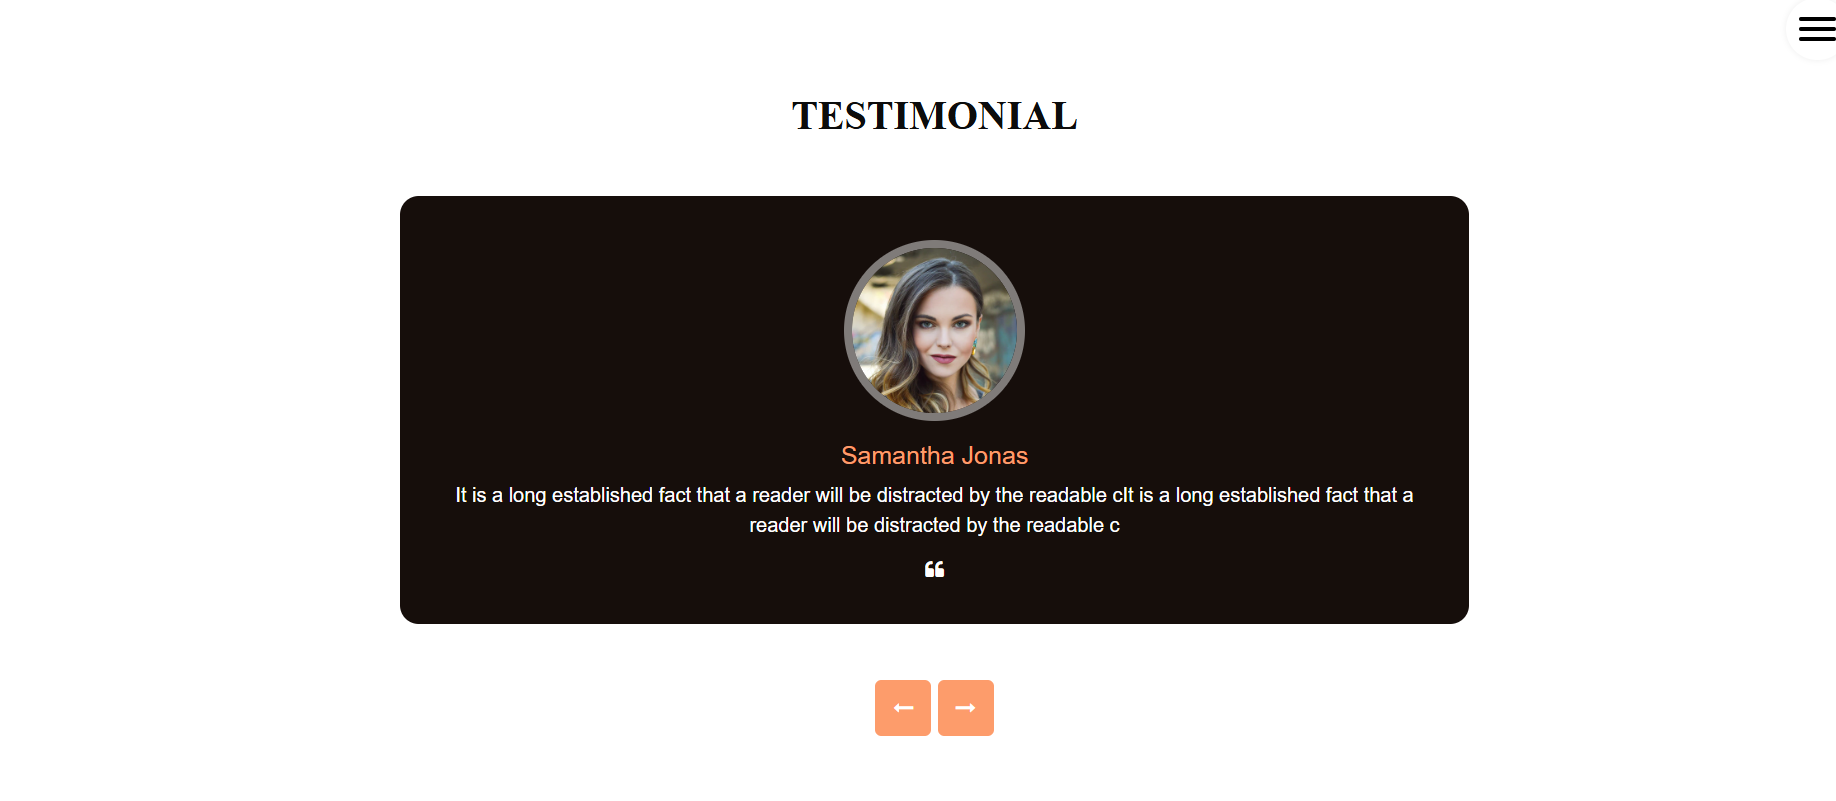 TESTIMONIAL
Samantha Jonas
It is a long established fact that a reader will be distracted by the readable cIt is a long established fact that a
reader will be distracted by the readable c